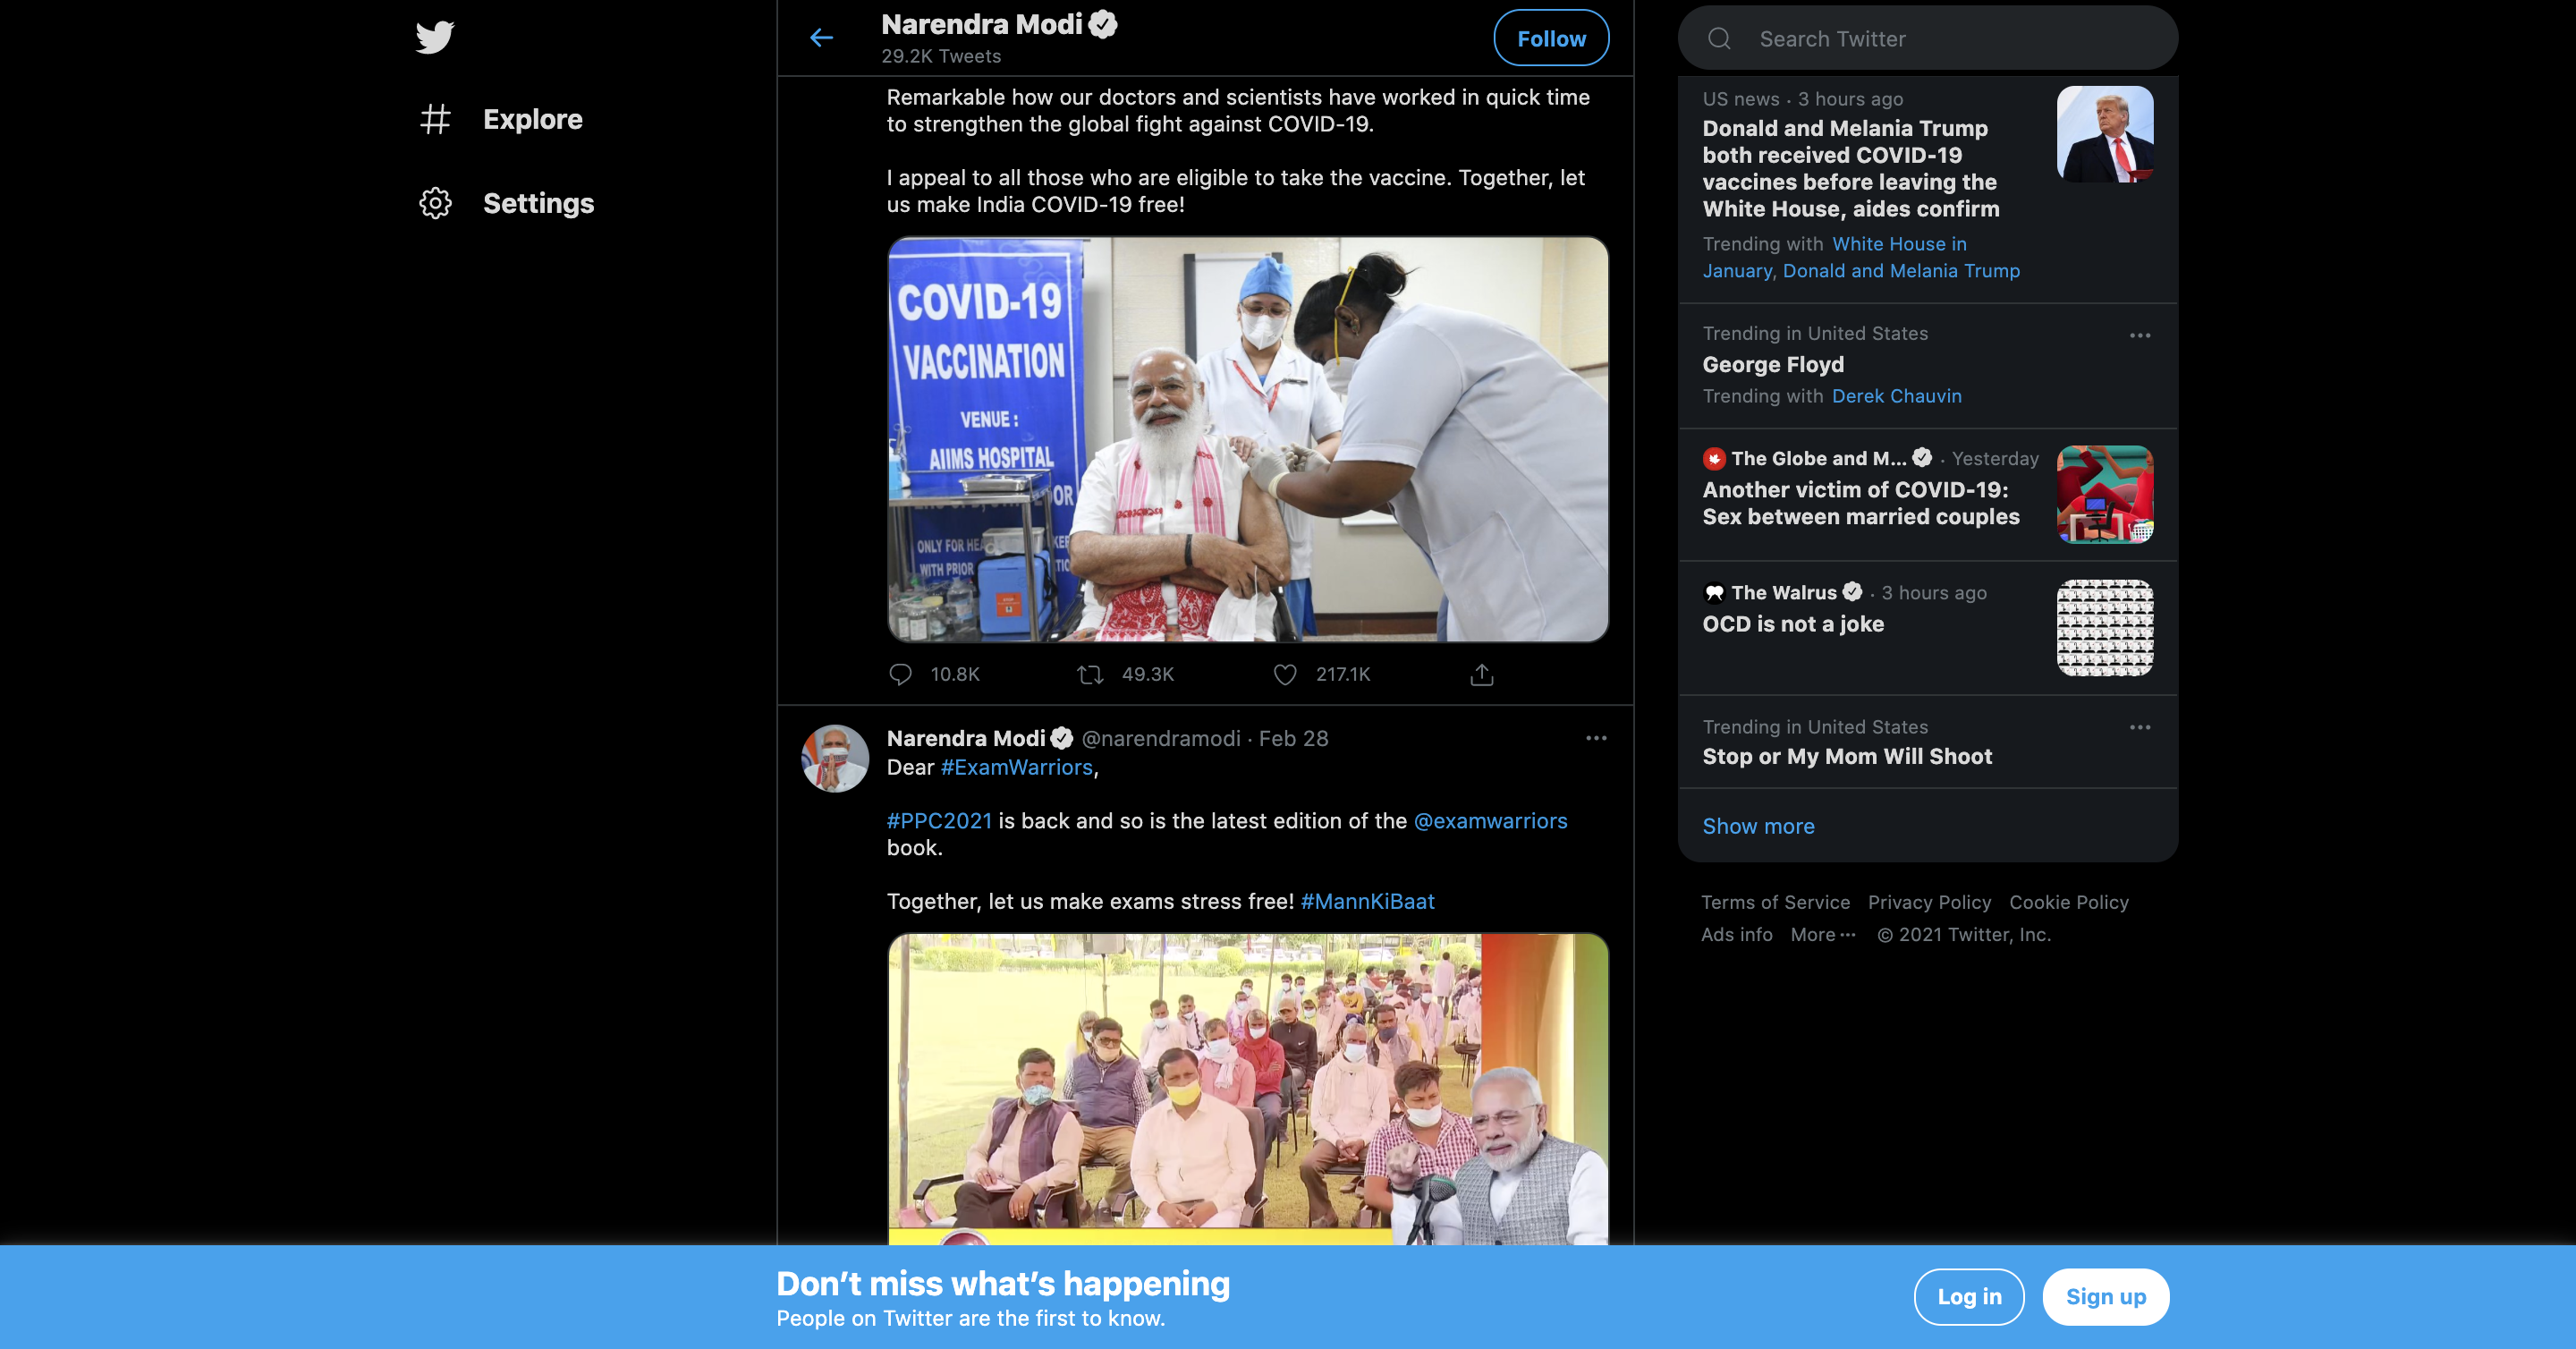 Narendra Modi
29.2K Tweets
Follow
Search Twitter
Explore
Settings
Remarkable how our doctors and scientists have worked in quick time
to strengthen the global fight against COVID-19.
I appeal to all those who are eligible to take the vaccine. Together, let
us make India COVID-19 free!
COVID-19
VACCINATION
VENUE :
AIIMS HOSPITAL
OR
ONLY FOR HEA
WITH PRIOR
10.8K
49.3K
217.1K
Narendra Modi @narendramodi · Feb 28
Dear #ExamWarriors,
#PPC2021 is back and so is the latest edition of the @examwarriors
book.
Together, let us make exams stress free! #MannKiBaat
US news · 3 hours ago
Donald and Melania Trump
both received COVID-19
vaccines before leaving the
White House, aides confirm
Trending with White House in
January, Donald and Melania Trump
Trending in United States
George Floyd
Trending with Derek Chauvin
The Globe and M... · Yesterday
Another victim of COVID-19:
Sex between married couples
The Walrus · 3 hours ago
OCD is not a joke
Trending in United States
Stop or My Mom Will Shoot
Show more
Terms of Service Privacy Policy Cookie Policy
Ads info More ··· © 2021 Twitter, Inc.
Don’t miss what’s happening
People on Twitter are the first to know.
Log in
Sign up